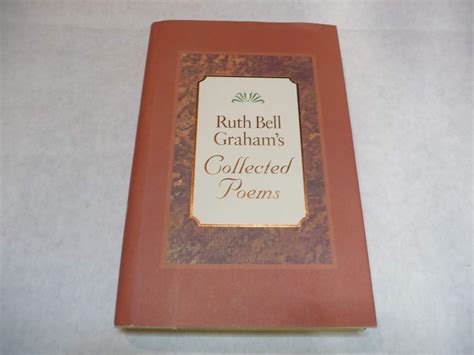 Ruth Bell
Graham's
Collected
Poems